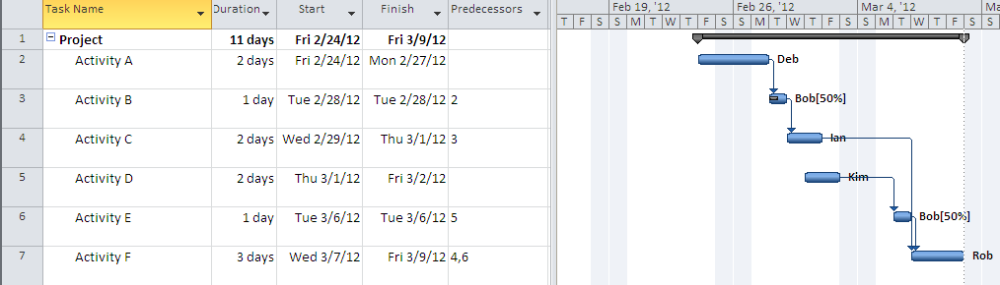 Task Name Duration Start Finish Predecessors Feb 19, '12 Feb 26, '12 Mar 4, '12 Ma
T F S S M T W T F S S M T W T F S S M T W T F S S M
1 Project 11 days Fri 2/24/12 Fri 3/9/12
2 Activity A 2 days Fri 2/24/12 Mon 2/27/12 Deb
3 Activity B 1 day Tue 2/28/12 Tue 2/28/12 2 Bob[50%]
4 Activity C 2 days Wed 2/29/12 Thu 3/1/12 3 Ian
5 Activity D 2 days Thu 3/1/12 Fri 3/2/12 Kim
6 Activity E 1 day Tue 3/6/12 Tue 3/6/12 5 Bob[50%]
7 Activity F 3 days Wed 3/7/12 Fri 3/9/12 4,6 Rob